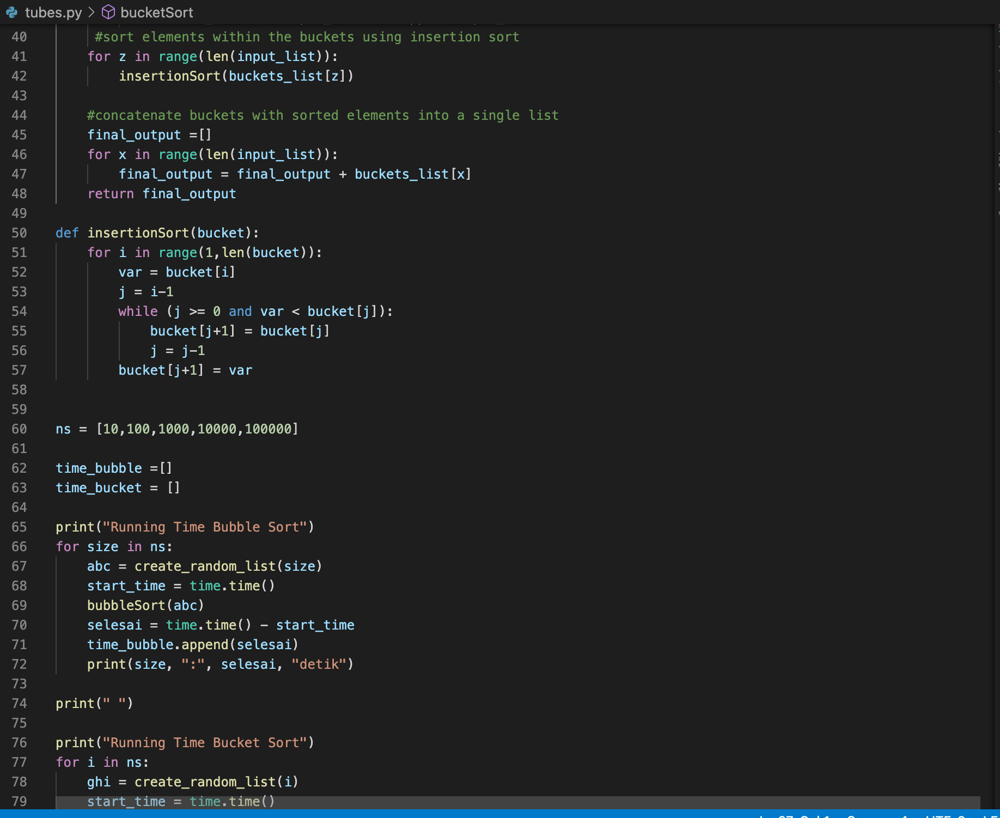 tubes.py > bucketSort
40 #sort elements within the buckets using insertion sort
41 for z in range(len(input_list)):
42 insertionSort(buckets_list[z])
43
44 #concatenate buckets with sorted elements into a single list
45 final_output =[]
46 for x in range(len(input_list)):
47 final_output = final_output + buckets_list[x]
48 return final_output
49
50 def insertionSort(bucket):
51 for i in range(1,len(bucket)):
52 var = bucket[i]
53 j = i-1
54 while (j >= 0 and var < bucket[j]):
55 bucket[j+1] = bucket[j]
56 j = j-1
57 bucket[j+1] = var
58
59
60 ns = [10,100,1000,10000,100000]
61
62 time_bubble =[]
63 time_bucket = []
64
65 print("Running Time Bubble Sort")
66 for size in ns:
67 abc = create_random_list(size)
68 start_time = time.time()
69 bubbleSort(abc)
70 selesai = time.time() - start_time
71 time_bubble.append(selesai)
72 print(size, ":", selesai, "detik")
73
74 print(" ")
75
76 print("Running Time Bucket Sort")
77 for i in ns:
78 ghi = create_random_list(i)
79 start_time = time.time()